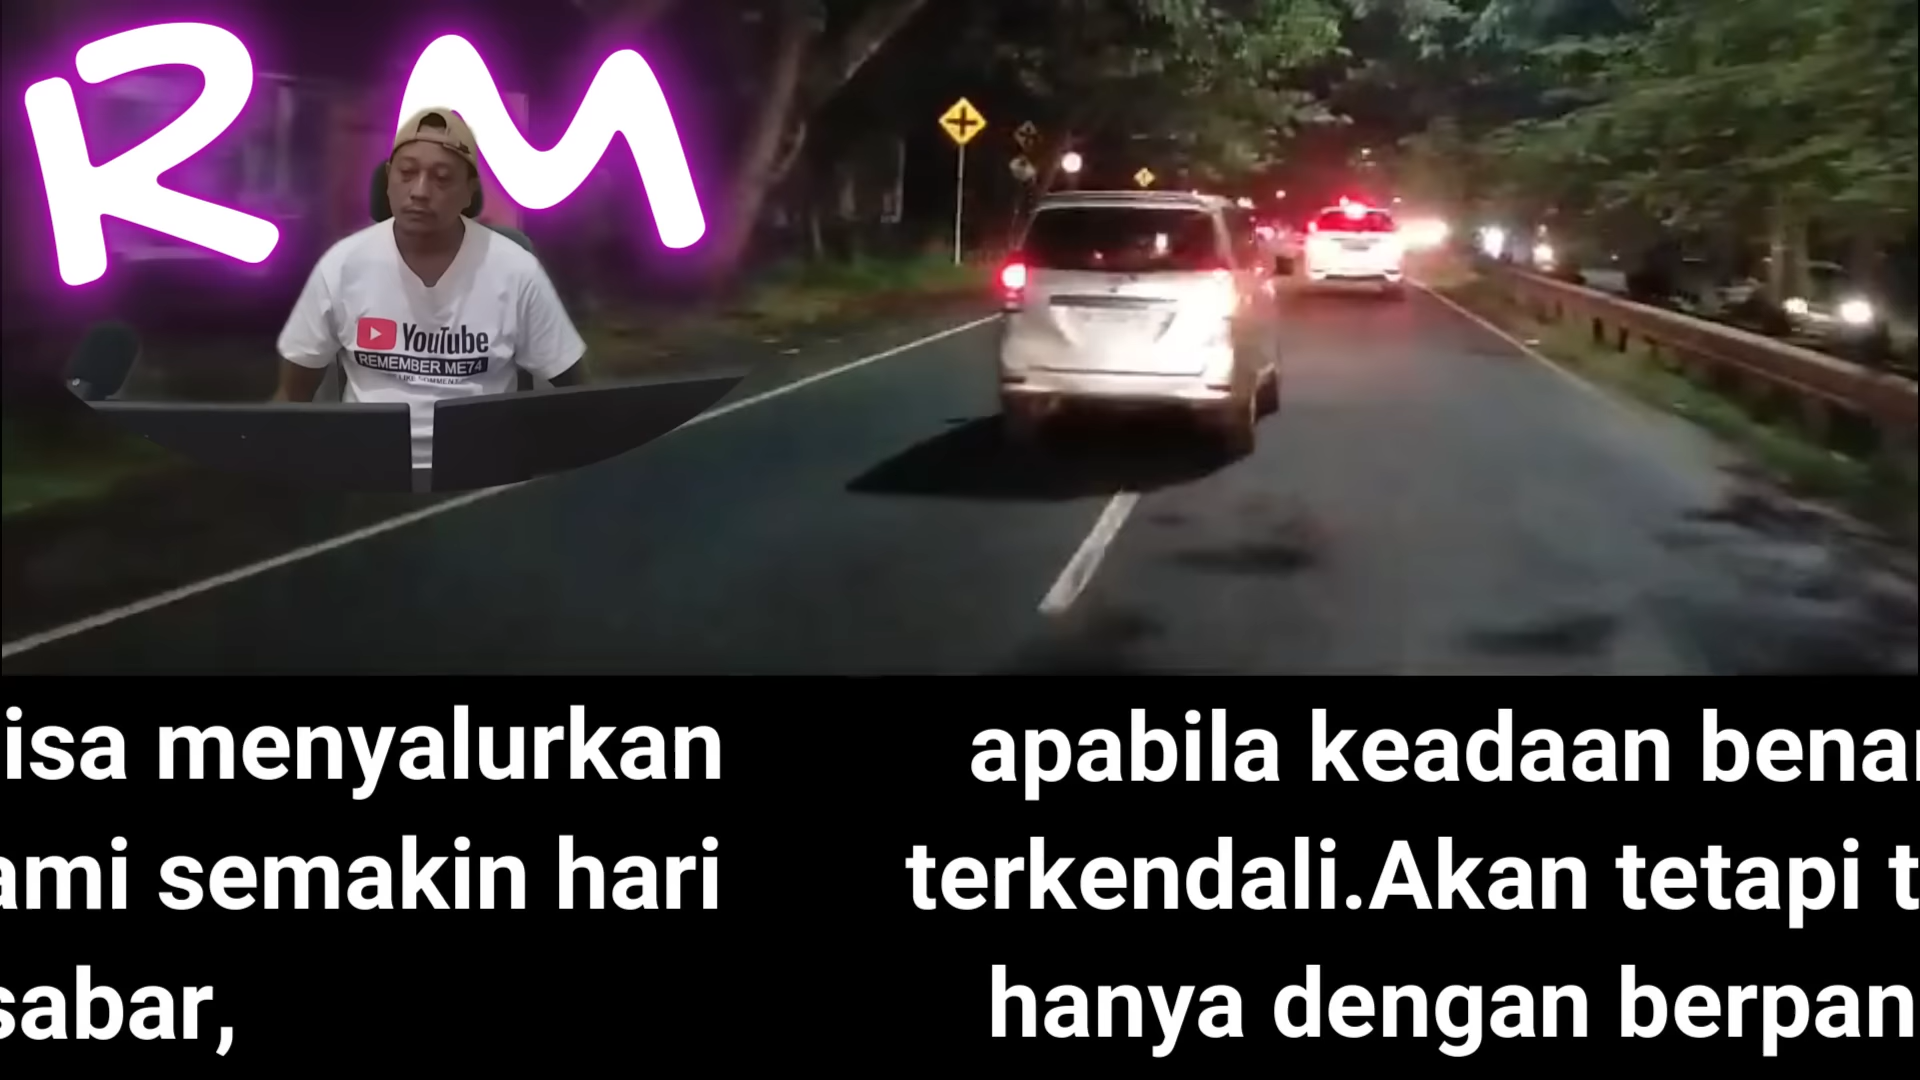 R M
YouTube
REMEMBER ME74
isa menyalurkan
ami semakin hari
sabar,
apabila keadaan benar
terkendali.Akan tetapi t
hanya dengan berpan